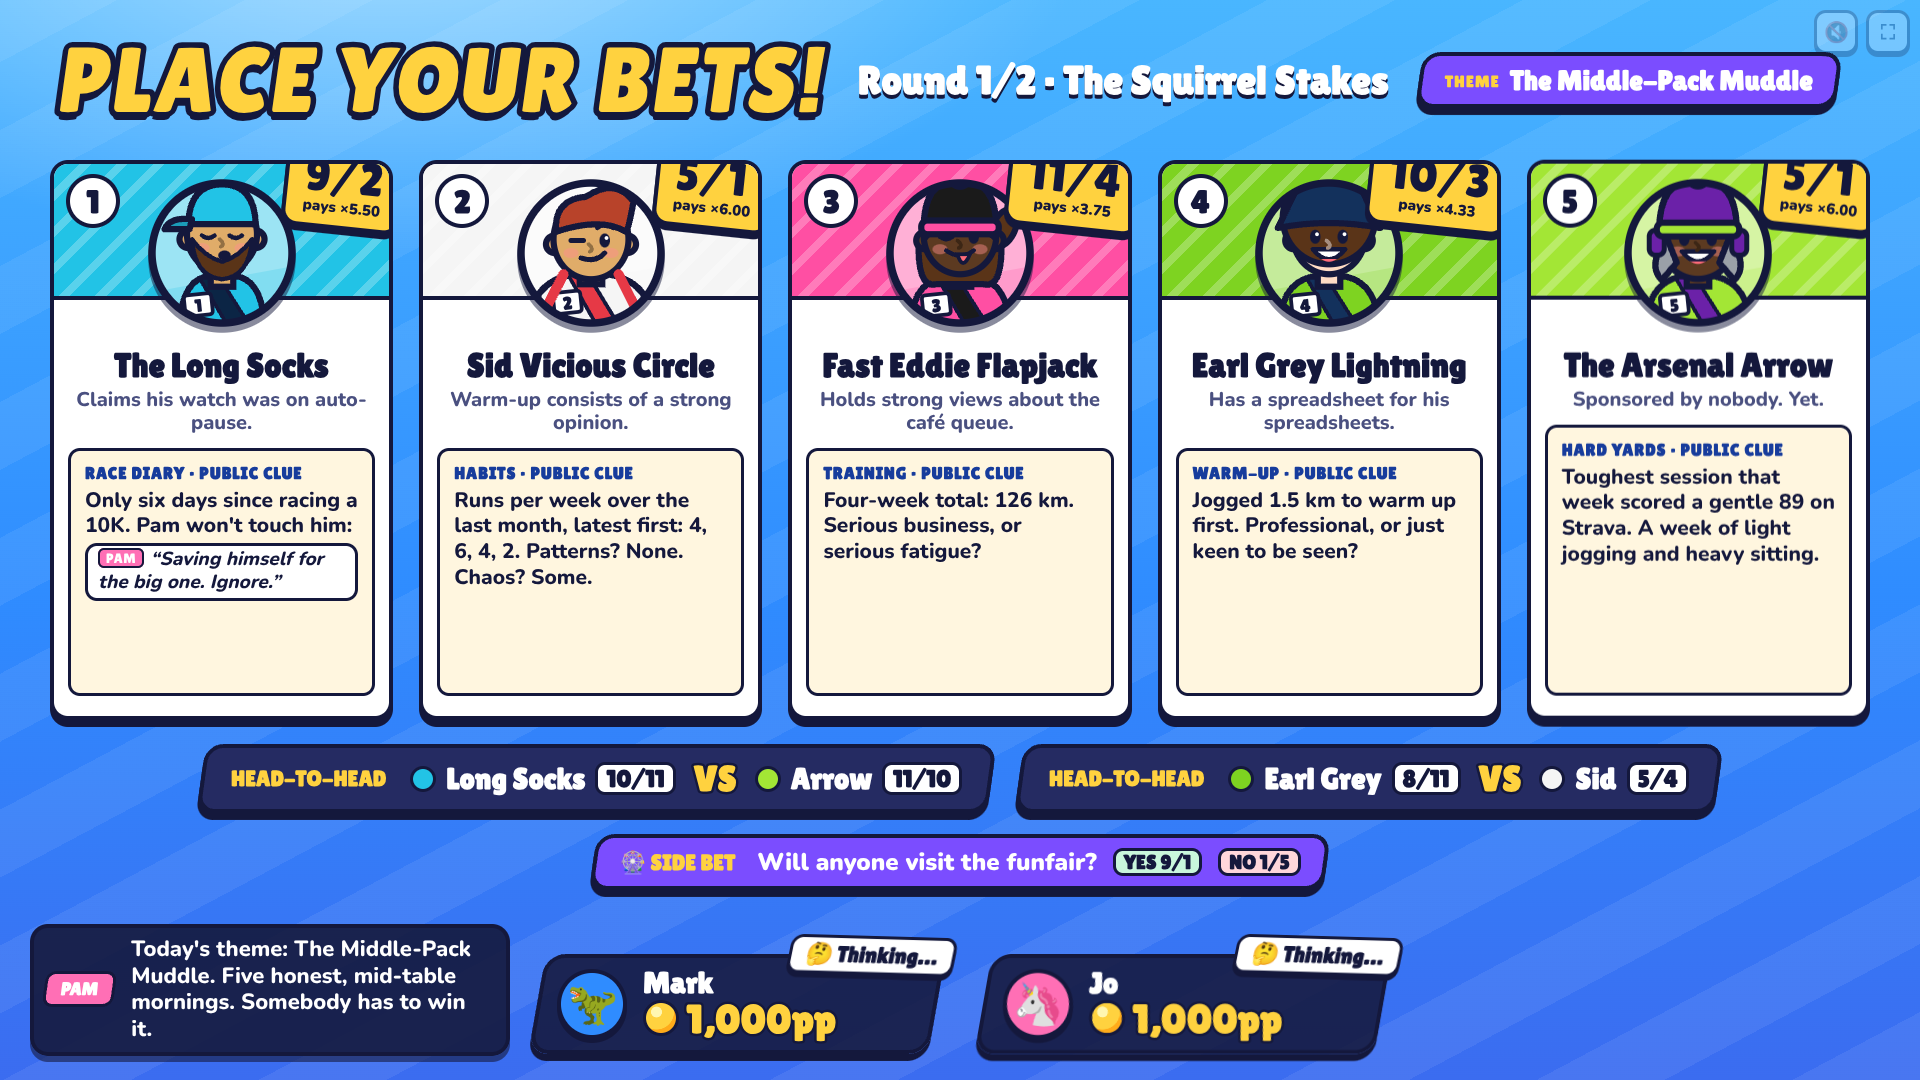 PLACE YOUR BETS!
Round 1/2 · The Squirrel Stakes
THEME The Middle-Pack Muddle
1
9/2
pays ×5.50
1
The Long Socks
Claims his watch was on auto-
pause.
RACE DIARY · PUBLIC CLUE
Only six days since racing a
10K. Pam won't touch him:
PAM “Saving himself for
the big one. Ignore.”
2
5/1
pays ×6.00
2
Sid Vicious Circle
Warm-up consists of a strong
opinion.
HABITS · PUBLIC CLUE
Runs per week over the
last month, latest first: 4,
6, 4, 2. Patterns? None.
Chaos? Some.
3
11/4
pays ×3.75
3
Fast Eddie Flapjack
Holds strong views about the
café queue.
TRAINING · PUBLIC CLUE
Four-week total: 126 km.
Serious business, or
serious fatigue?
4
10/3
pays ×4.33
4
Earl Grey Lightning
Has a spreadsheet for his
spreadsheets.
WARM-UP · PUBLIC CLUE
Jogged 1.5 km to warm up
first. Professional, or just
keen to be seen?
5
5/1
pays ×6.00
5
The Arsenal Arrow
Sponsored by nobody. Yet.
HARD YARDS · PUBLIC CLUE
Toughest session that
week scored a gentle 89 on
Strava. A week of light
jogging and heavy sitting.
HEAD-TO-HEAD Long Socks 10/11 VS Arrow 11/10
HEAD-TO-HEAD Earl Grey 8/11 VS Sid 5/4
SIDE BET Will anyone visit the funfair? YES 9/1 NO 1/5
PAM
Today's theme: The Middle-Pack
Muddle. Five honest, mid-table
mornings. Somebody has to win
it.
Thinking...
Mark
1,000pp
Thinking...
Jo
1,000pp